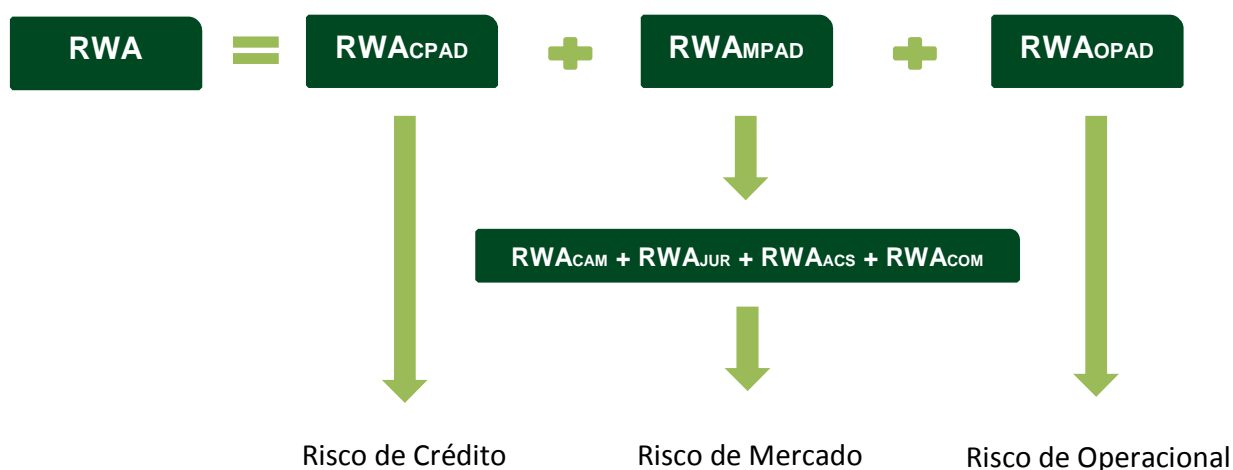 RWA = RWACPAD + RWAMPAD + RWAOPAD
RWACAM + RWAJUR + RWAACS + RWACOM
Risco de Crédito Risco de Mercado Risco de Operacional